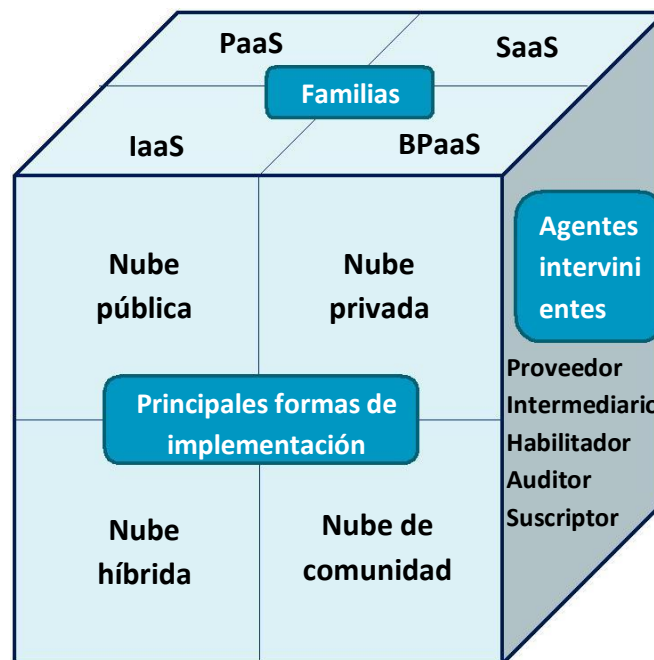 PaaS
SaaS
Familias
IaaS
BPaaS
Nube
pública
Nube
privada
Agentes
intervini
entes
Principales formas de
implementación
Proveedor
Intermediario
Habilitador
Auditor
Suscriptor
Nube
híbrida
Nube de
comunidad